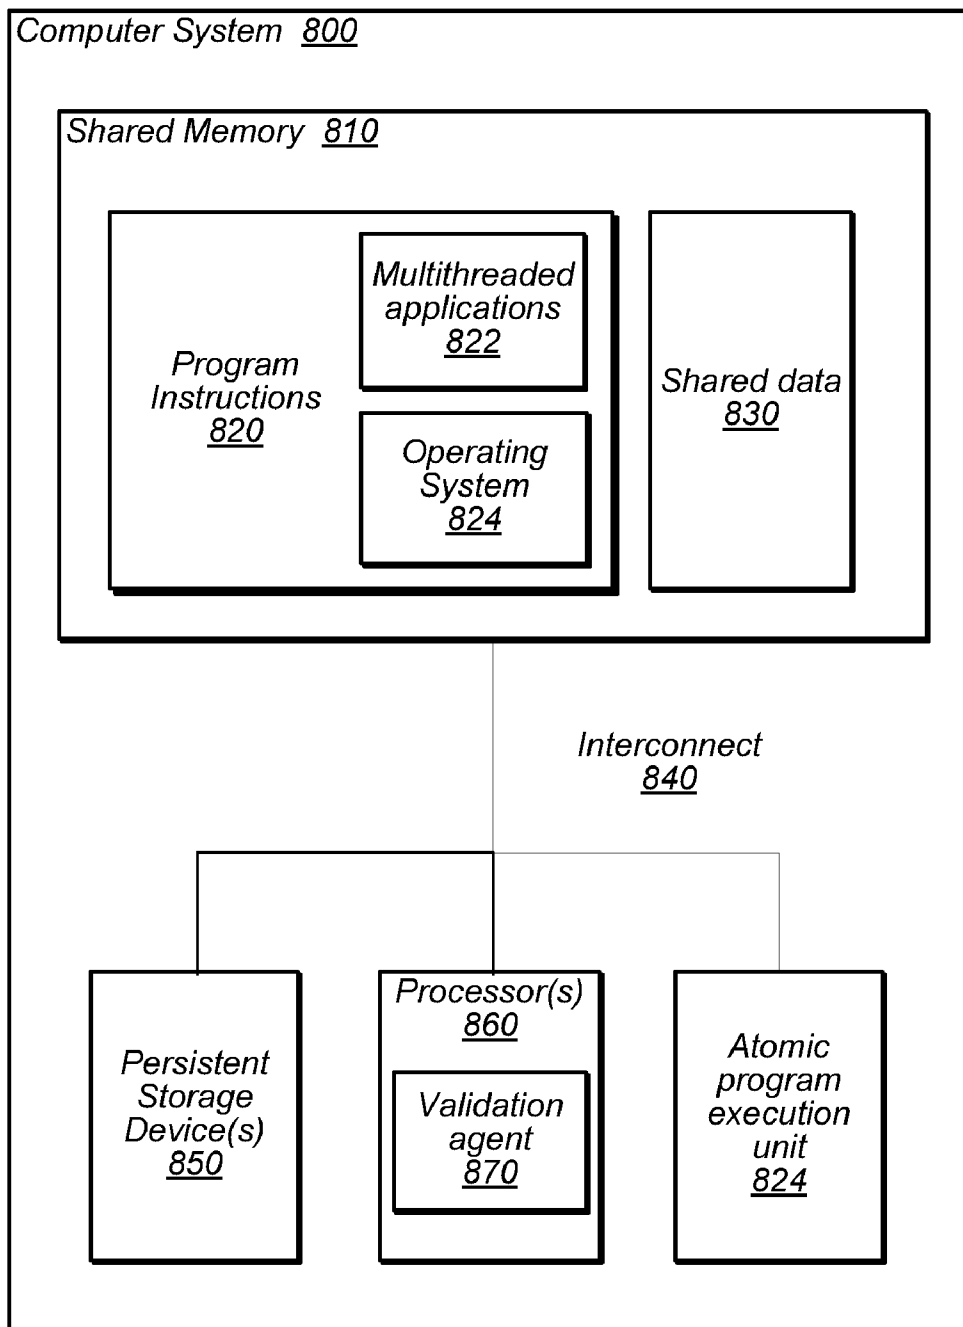 Computer System 800
Shared Memory 810
Multithreaded
applications
822
Program
Instructions
820
Operating
System
824
Shared data
830
Interconnect
840
Persistent
Storage
Device(s)
850
Processor(s)
860
Validation
agent
870
Atomic
program
execution
unit
824